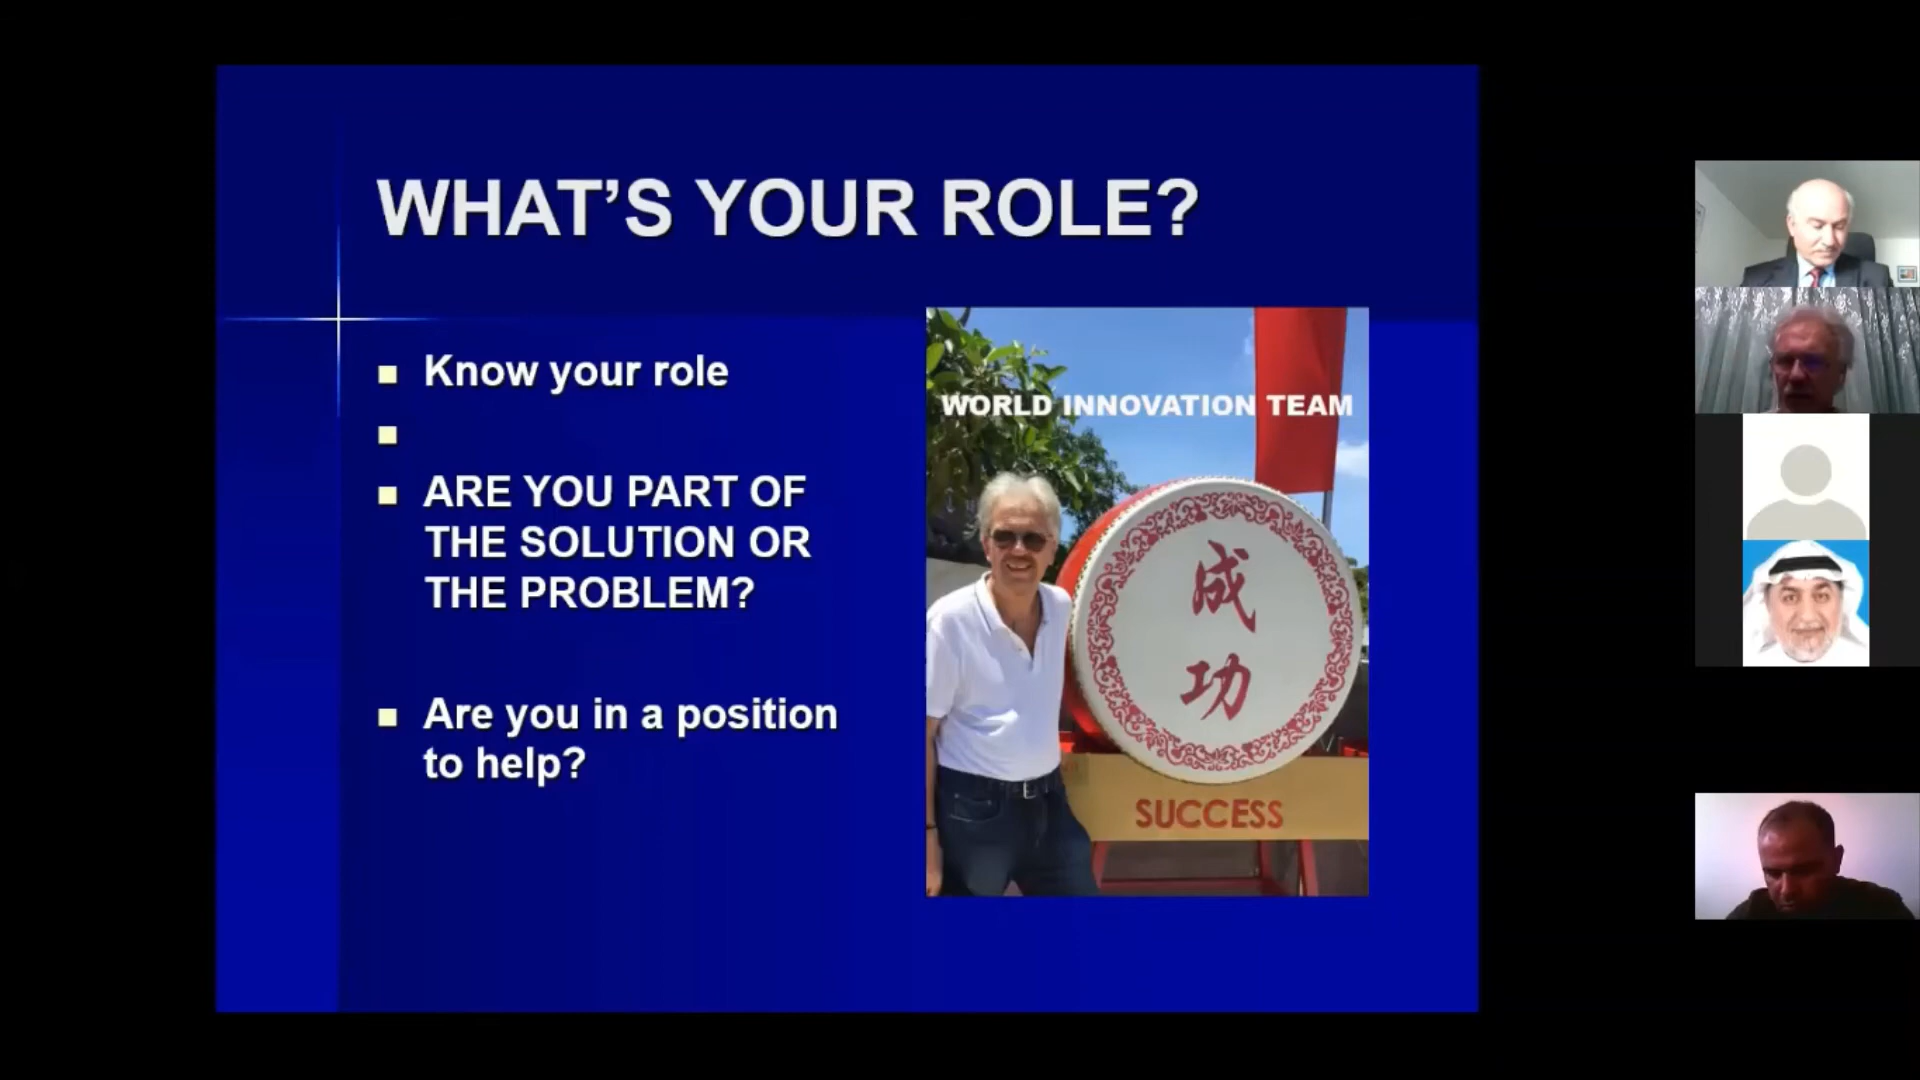 WHAT'S YOUR ROLE?
Know your role
ARE YOU PART OF
THE SOLUTION OR
THE PROBLEM?
Are you in a position
to help?
WORLD INNOVATION TEAM
成
功
SUCCESS